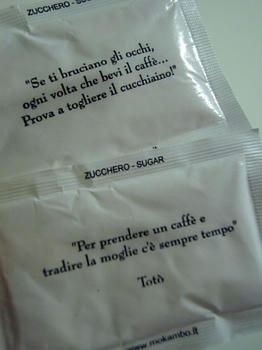 ZUCCHERO - SU
"Se ti bruciano gli occhi,
ogni volta che bevi il caffè...
Prova a togliere il cucchiaino!"
ZUCCHERO - SUGAR
"Per prendere un caffè e
tradire la moglie c'è sempre tempo"
Totò
www.mokambo.it